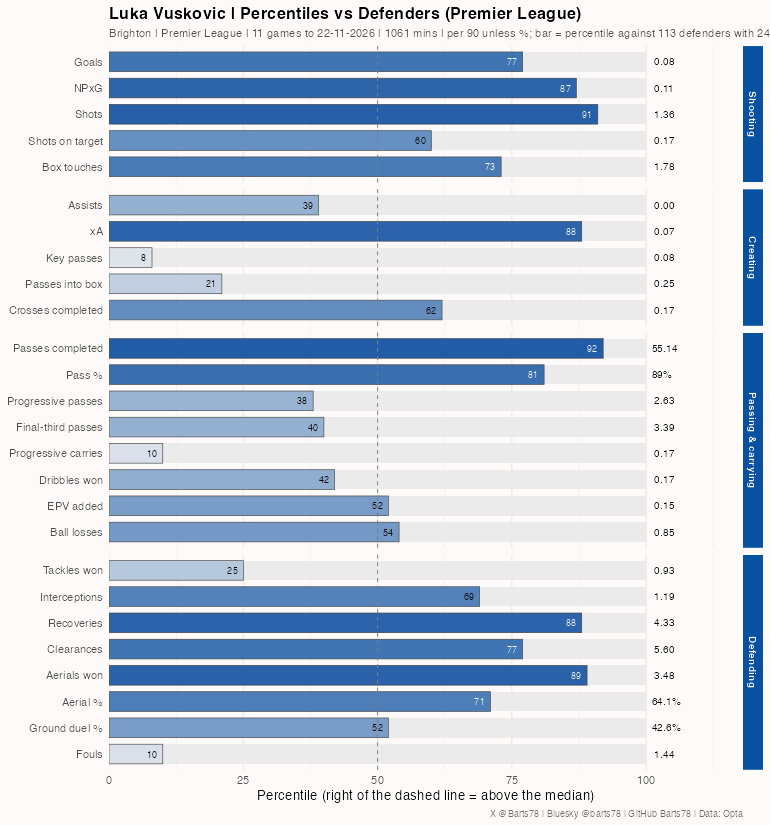 Luka Vuskovic | Percentiles vs Defenders (Premier League)
Brighton | Premier League | 11 games to 22-11-2026 | 1061 mins | per 90 unless %; bar = percentile against 113 defenders with 24
Goals 77 0.08
NPxG 87 0.11
Shots 91 1.36
Shots on target 60 0.17
Box touches 73 1.78
Shooting
Assists 39 0.00
xA 88 0.07
Key passes 8 0.08
Passes into box 21 0.25
Crosses completed 62 0.17
Creating
Passes completed 92 55.14
Pass % 81 89%
Progressive passes 38 2.63
Final-third passes 40 3.39
Progressive carries 10 0.17
Dribbles won 42 0.17
EPV added 52 0.15
Ball losses 54 0.85
Passing & carrying
Tackles won 25 0.93
Interceptions 69 1.19
Recoveries 88 4.33
Clearances 77 5.60
Aerials won 89 3.48
Aerial % 71 64.1%
Ground duel % 52 42.6%
Fouls 10 1.44
Defending
0 25 50 75 100
Percentile (right of the dashed line = above the median)
X @Barts78 | Bluesky @barts78 | GitHub Barts78 | Data: Opta